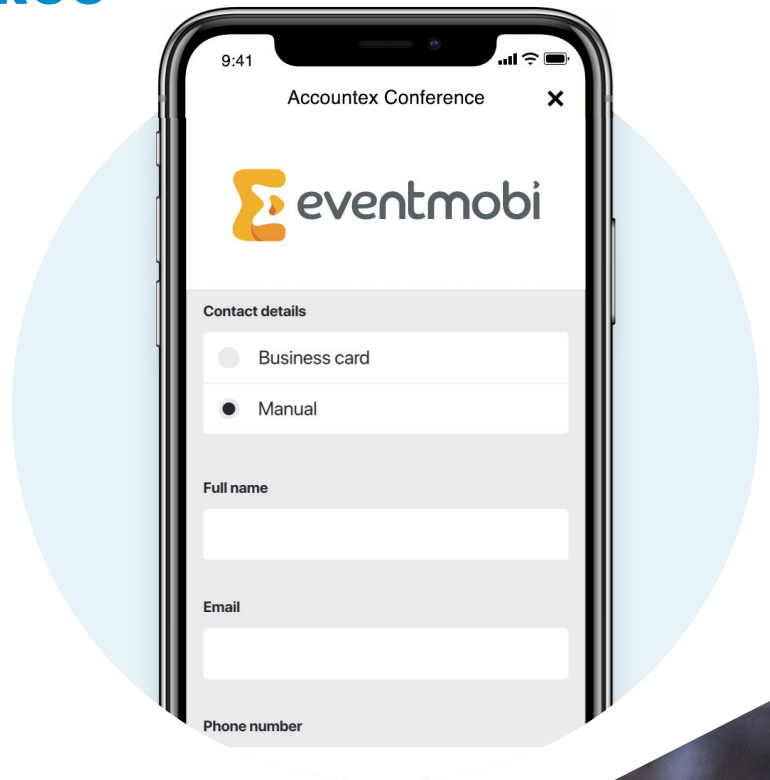 9:41
Accountex Conference
eventmobi
Contact details
Business card
Manual
Full name
Email
Phone number